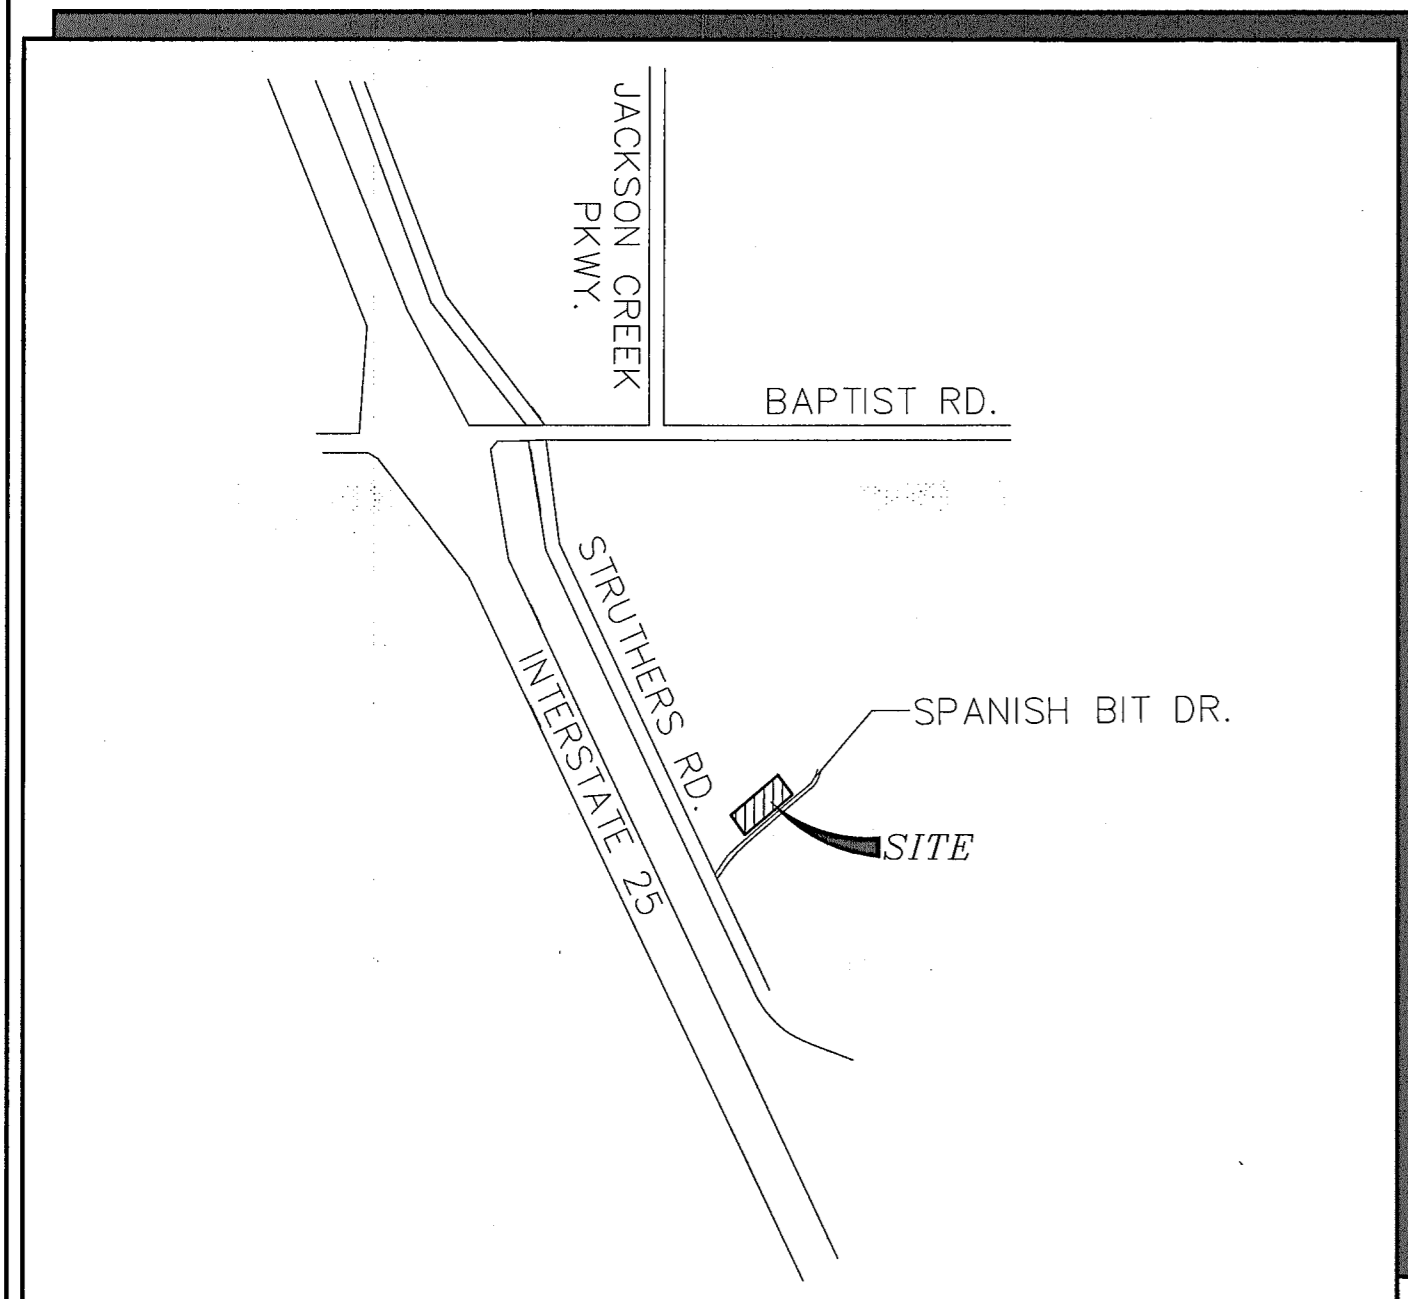 JACKSON CREEK
PKWY.
BAPTIST RD.
STRUTHERS RD.
INTERSTATE 25
SPANISH BIT DR.
SITE